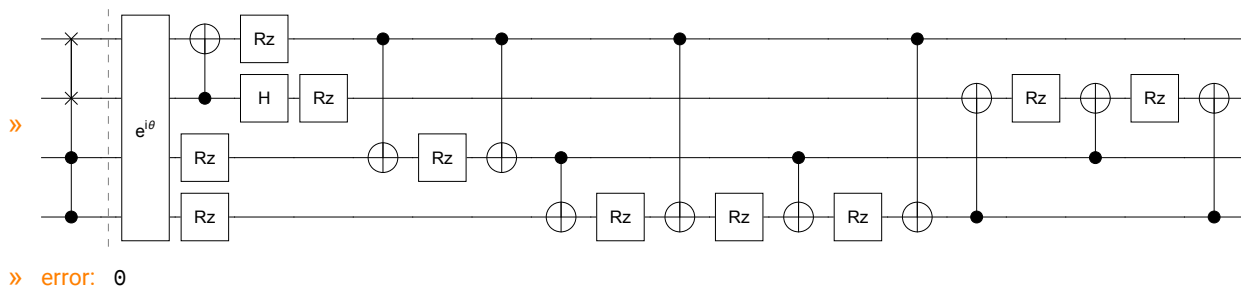 Rz
H Rz
» e^iθ
Rz Rz
Rz Rz Rz Rz
Rz Rz
» error: 0